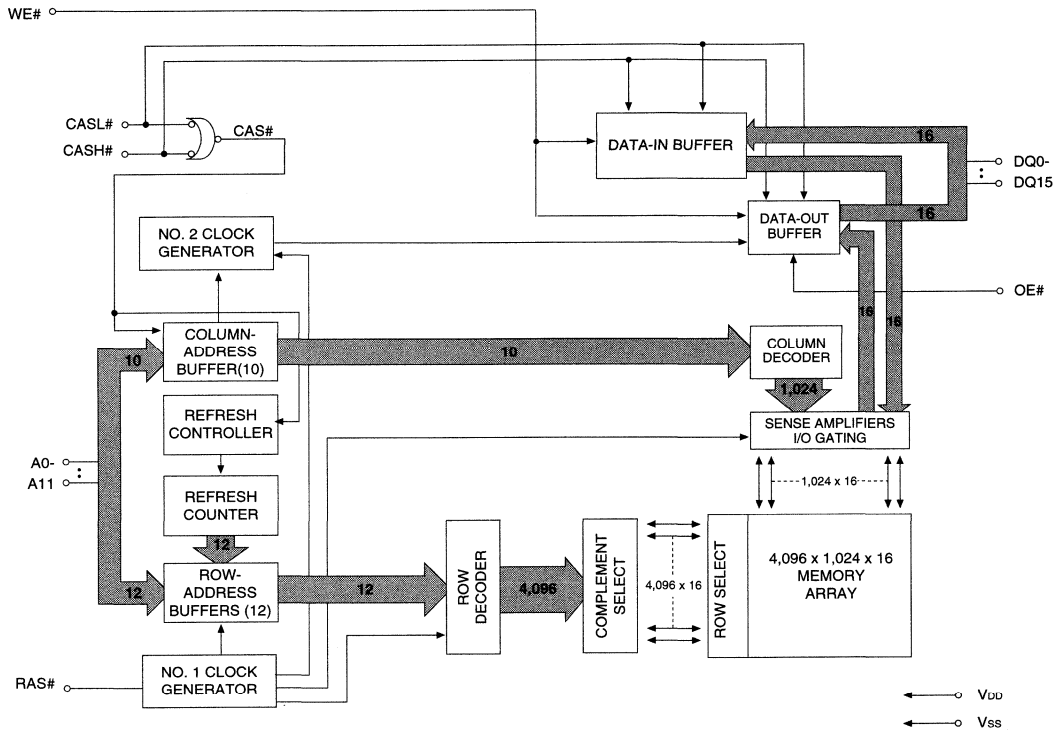 WE#
CASL#
CASH#
CAS#
DATA-IN BUFFER
16
DQ0-
DQ15
16
DATA-OUT
BUFFER
NO. 2 CLOCK
GENERATOR
OE#
16
16
COLUMN-
ADDRESS
BUFFER(10)
10
10
COLUMN
DECODER
1,024
REFRESH
CONTROLLER
SENSE AMPLIFIERS
I/O GATING
A0-
A11
REFRESH
COUNTER
1,024 x 16
12
ROW-
ADDRESS
BUFFERS (12)
12
12
ROW
DECODER
4,096
COMPLEMENT
SELECT
4,096 x 16
ROW SELECT
4,096 x 1,024 x 16
MEMORY
ARRAY
NO. 1 CLOCK
GENERATOR
RAS#
VDD
VSS